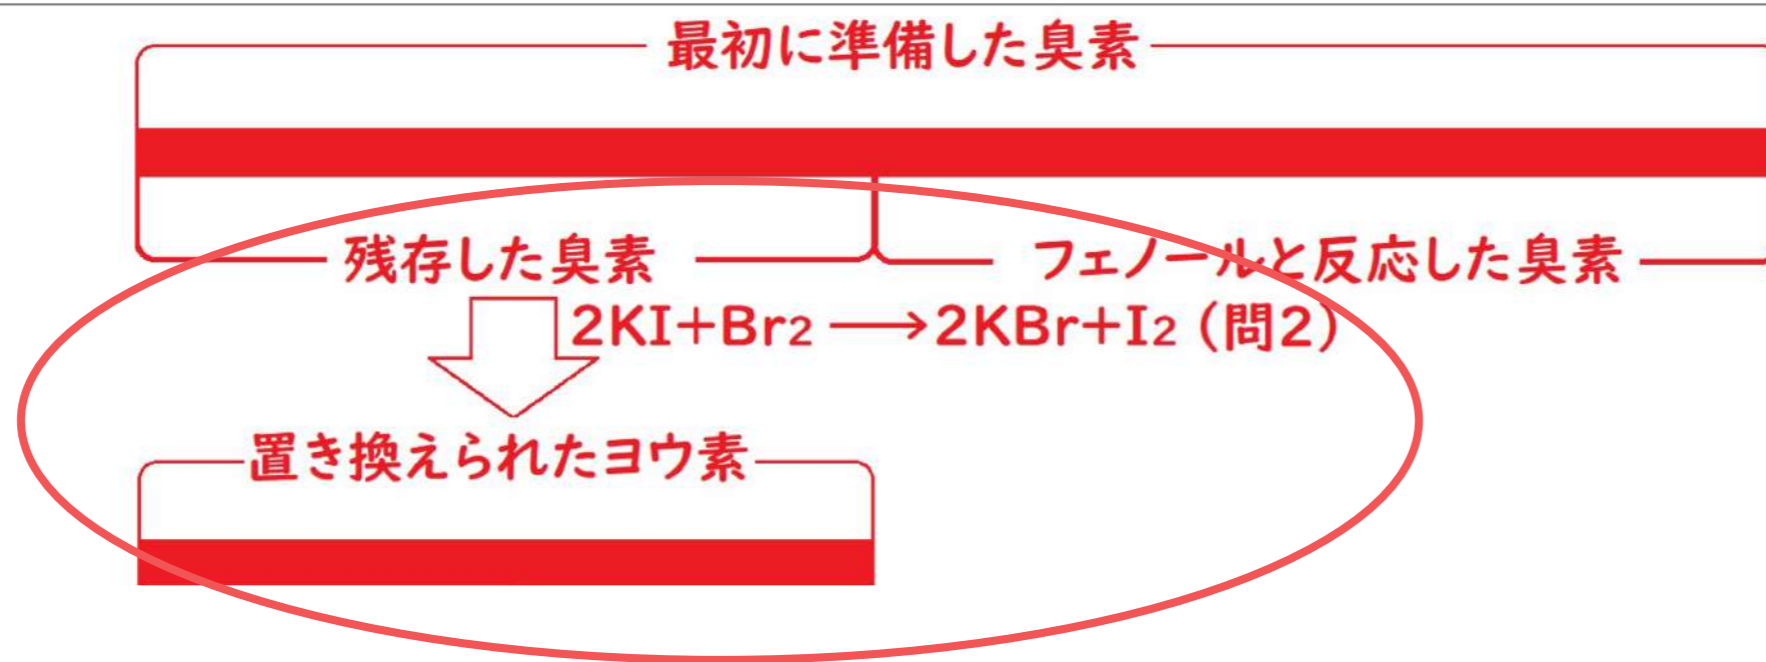 最初に準備した臭素
残存した臭素
フェノールと反応した臭素
2KI+Br2 ⟶2KBr+I2 (問2)
置き換えられたヨウ素